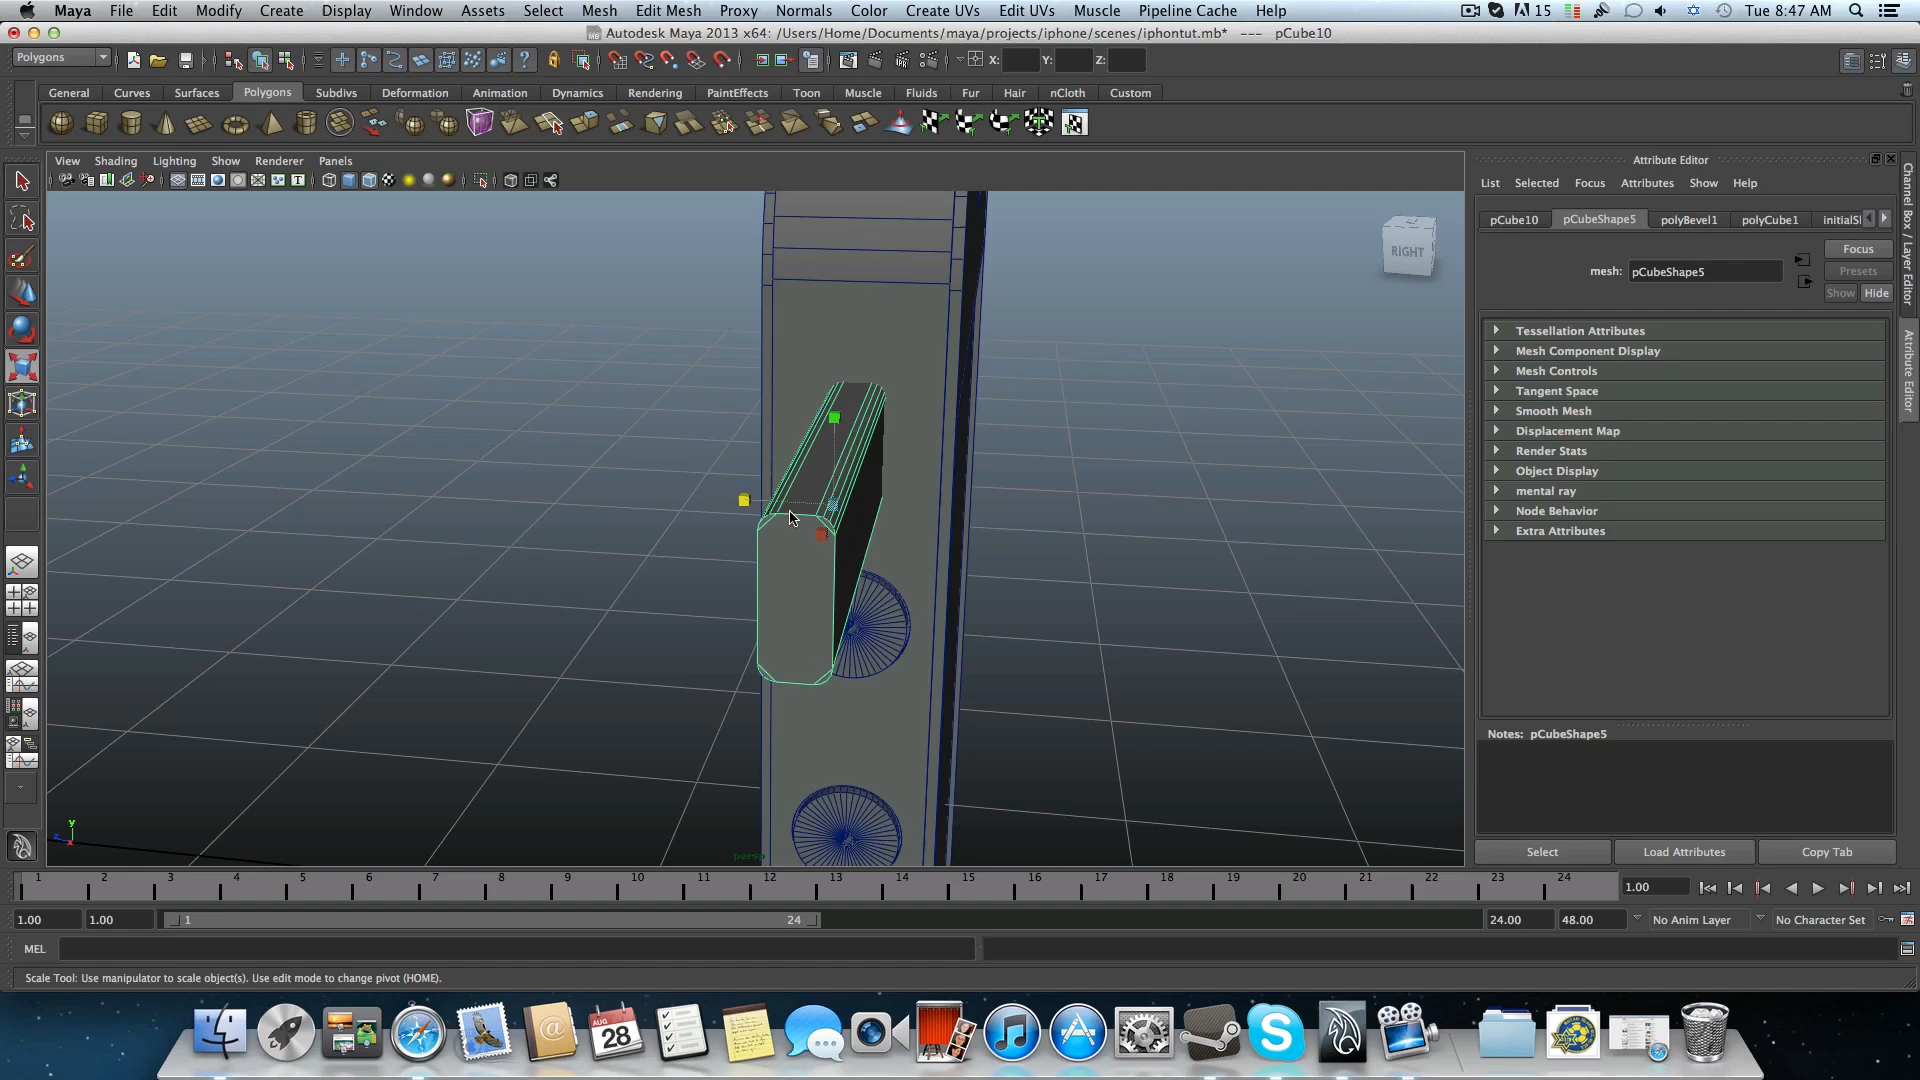 Maya File Edit Modify Create Display Window Assets Select Mesh Edit Mesh Proxy Normals Color Create UVs Edit UVs Muscle Pipeline Cache Help 15 Tue 8:47 AM
Autodesk Maya 2013 x64: /Users/Home/Documents/maya/projects/iphone/scenes/iphontut.mb* --- pCube10
Polygons X: Y: Z:
General Curves Surfaces Polygons Subdivs Deformation Animation Dynamics Rendering PaintEffects Toon Muscle Fluids Fur Hair nCloth Custom
View Shading Lighting Show Renderer Panels
Attribute Editor
List Selected Focus Attributes Show Help
pCube10 pCubeShape5 polyBevel1 polyCube1 initialSl
Focus
mesh: pCubeShape5
Presets
Show Hide
RIGHT
Tessellation Attributes
Mesh Component Display
Mesh Controls
Tangent Space
Smooth Mesh
Displacement Map
Render Stats
Object Display
mental ray
Node Behavior
Extra Attributes
Notes: pCubeShape5
Select Load Attributes Copy Tab
Channel Box / Layer Editor
Attribute Editor
y
z
persp
1 2 3 4 5 6 7 8 9 10 11 12 13 14 15 16 17 18 19 20 21 22 23 24 1.00
1.00 1.00 1 24 24.00 48.00 No Anim Layer No Character Set
MEL
Scale Tool: Use manipulator to scale object(s). Use edit mode to change pivot (HOME).
AUG
28